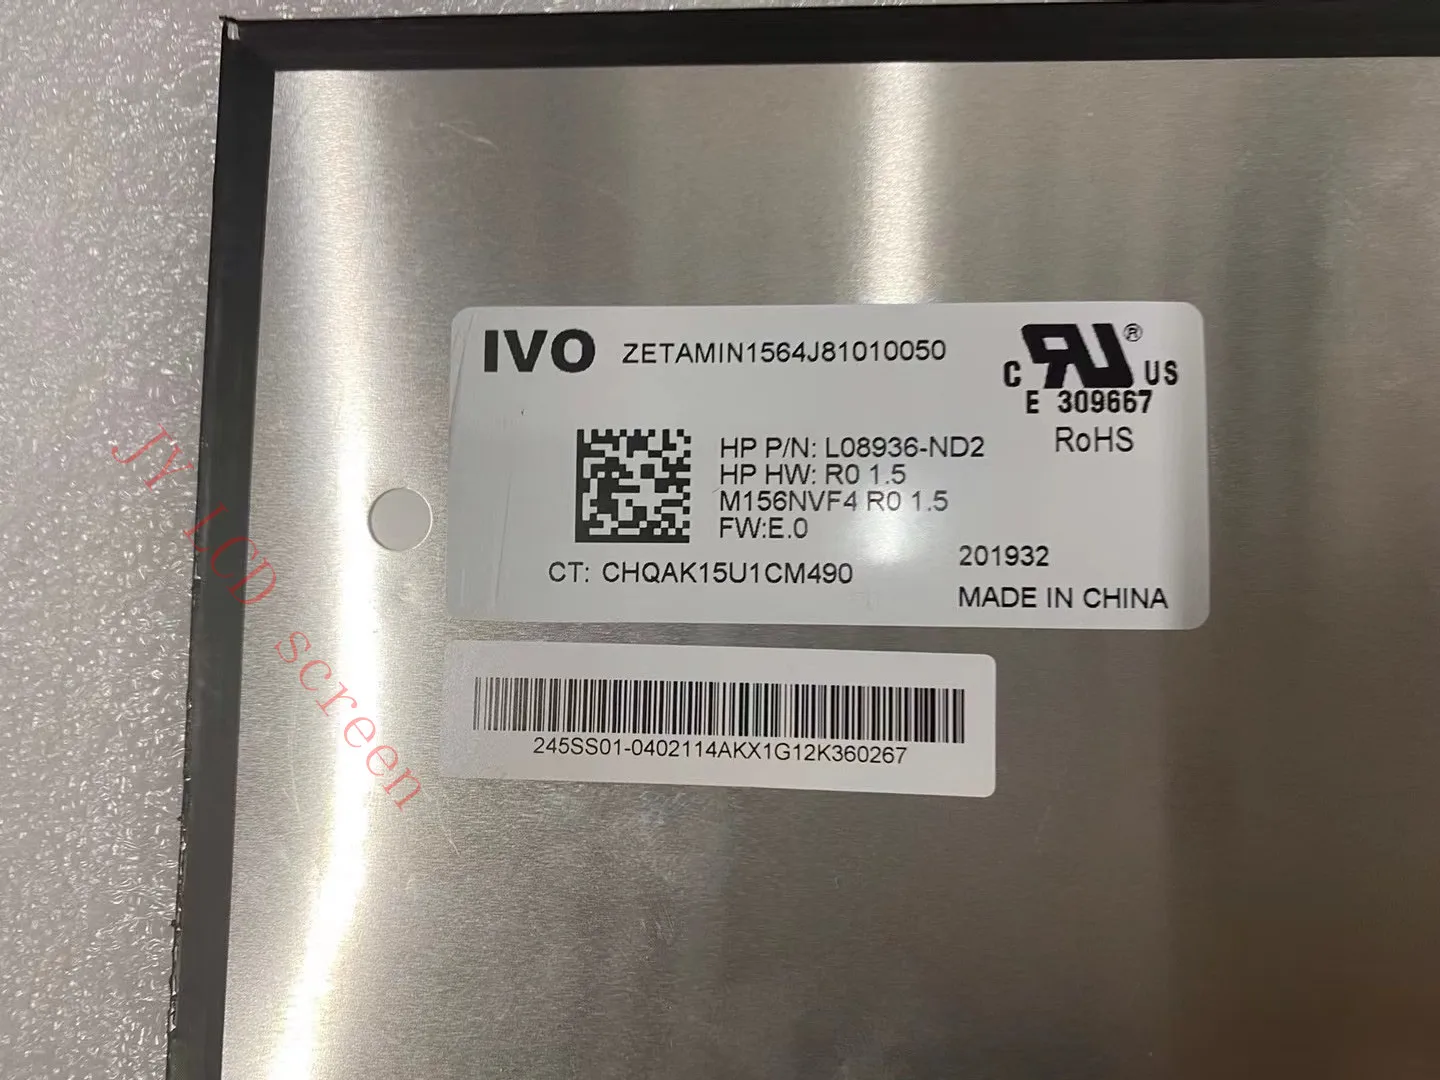 IVO ZETAMIN1564J81010050
C RU ® US
E 309667
RoHS
HP P/N: L08936-ND2
HP HW: R0 1.5
M156NVF4 R0 1.5
FW:E.0
CT: CHQAK15U1CM490
201932
MADE IN CHINA
245SS01-0402114AKX1G12K360267
JY LCD screen